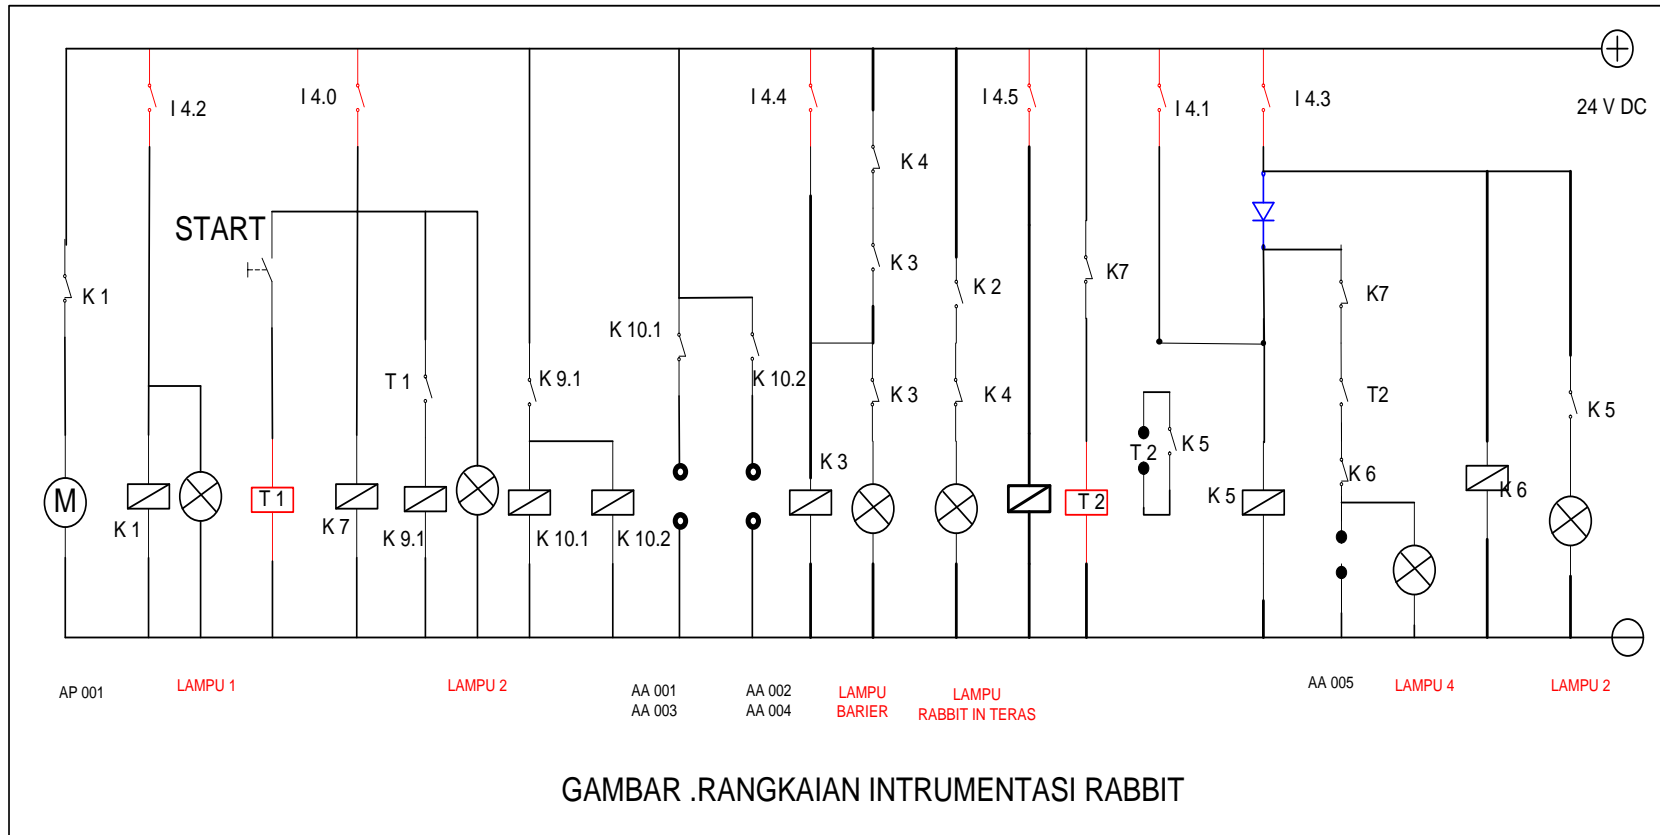 I 4.2
I 4.0
I 4.4
I 4.5
I 4.1
I 4.3
24 V DC
K 4
START
K 3
K7
K 2
K7
K 1
K 10.1
T 1
K 9.1
K 10.2
K 3
K 4
T2
K 5
T 2
K 5
K 3
K 6
K 6
M
T 1
T 2
K 5
K 1
K 7
K 9.1
K 10.1
K 10.2
AP 001
LAMPU 1
LAMPU 2
AA 001
AA 003
AA 002
AA 004
LAMPU
BARIER
LAMPU
RABBIT IN TERAS
AA 005
LAMPU 4
LAMPU 2
GAMBAR .RANGKAIAN INTRUMENTASI RABBIT